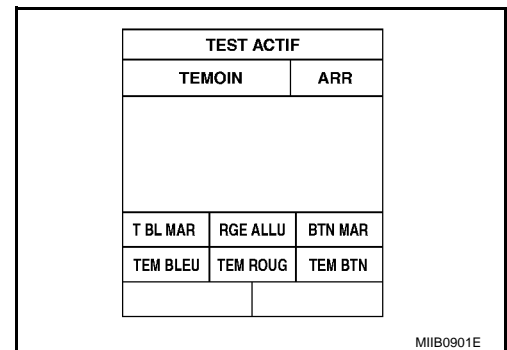 TEST ACTIF
TEMOIN ARR
T BL MAR RGE ALLU BTN MAR
TEM BLEU TEM ROUG TEM BTN
MIIB0901E